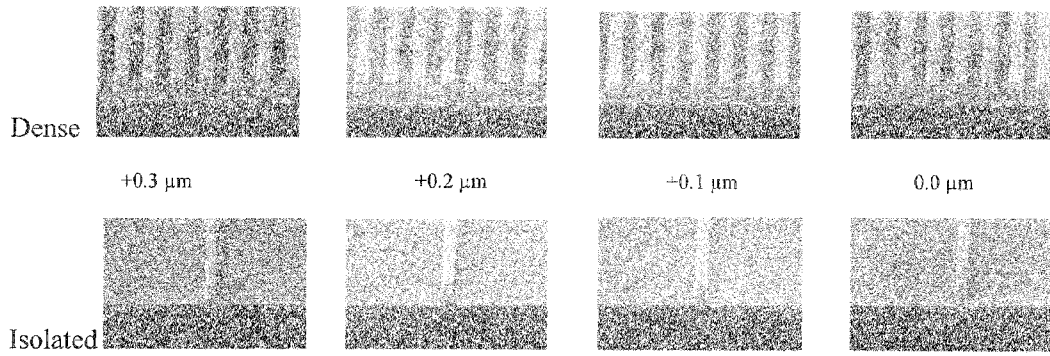 Dense
+0.3 μm +0.2 μm +0.1 μm 0.0 μm
Isolated